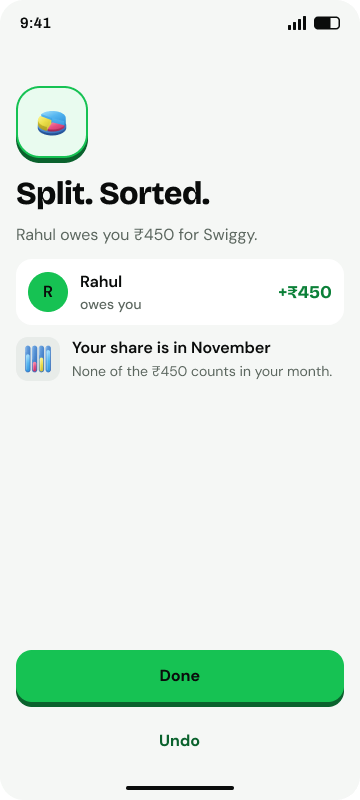 9:41
Split. Sorted.
Rahul owes you ₹450 for Swiggy.
R
Rahul
owes you
+₹450
Your share is in November
None of the ₹450 counts in your month.
Done
Undo